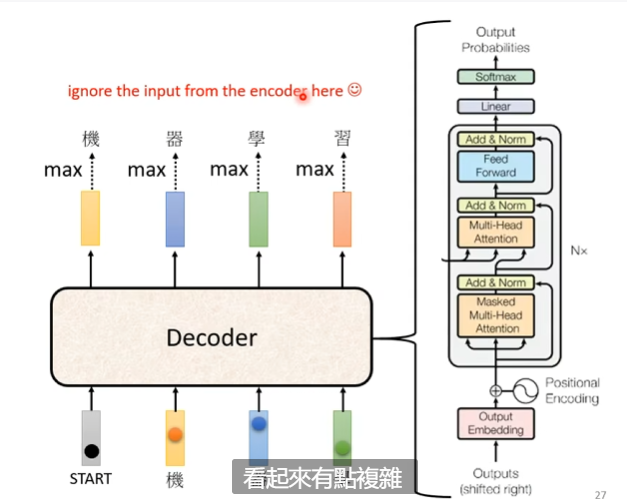 ignore the input from the encoder here ☺
機 器 學 習
max max max max
Decoder
START 機
看起來有點複雜
Output
Probabilities
Softmax
Linear
Add & Norm
Feed
Forward
Add & Norm
Multi-Head
Attention
N×
Add & Norm
Masked
Multi-Head
Attention
Positional
Encoding
Output
Embedding
Outputs
(shifted right)
27